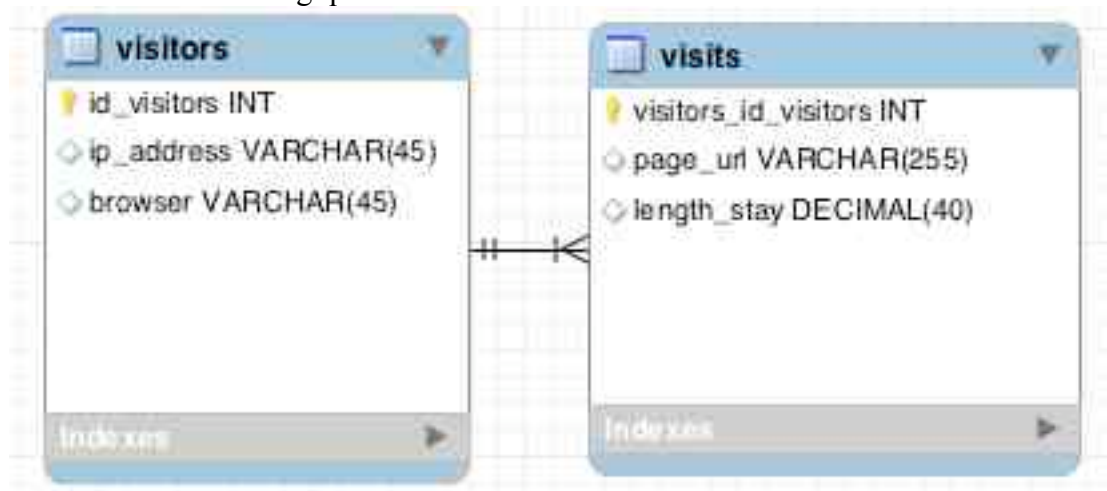 visitors
id_visitors INT
ip_address VARCHAR(45)
browser VARCHAR(45)
Indexes
visits
visitors_id_visitors INT
page_url VARCHAR(255)
length_stay DECIMAL(40)
Indexes